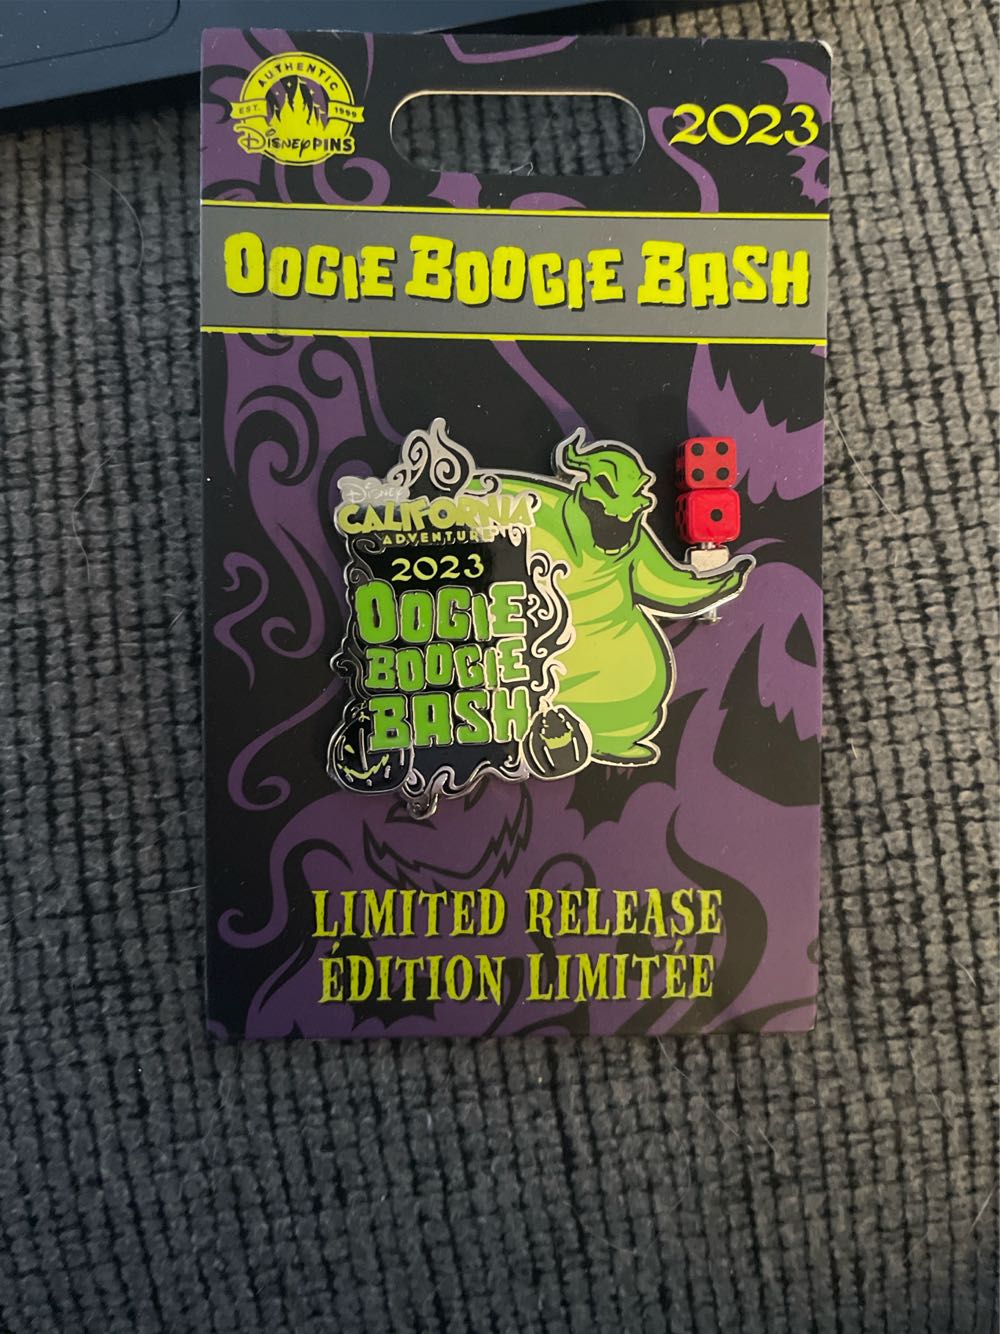 AUTHENTIC
EST. 1999
Disney PINS
2023
OOGIE BOOGIE BASH
Disney
CALIFORNIA
ADVENTURE
2023
OOGIE
BOOGIE
BASH
LIMITED RELEASE
ÉDITION LIMITÉE